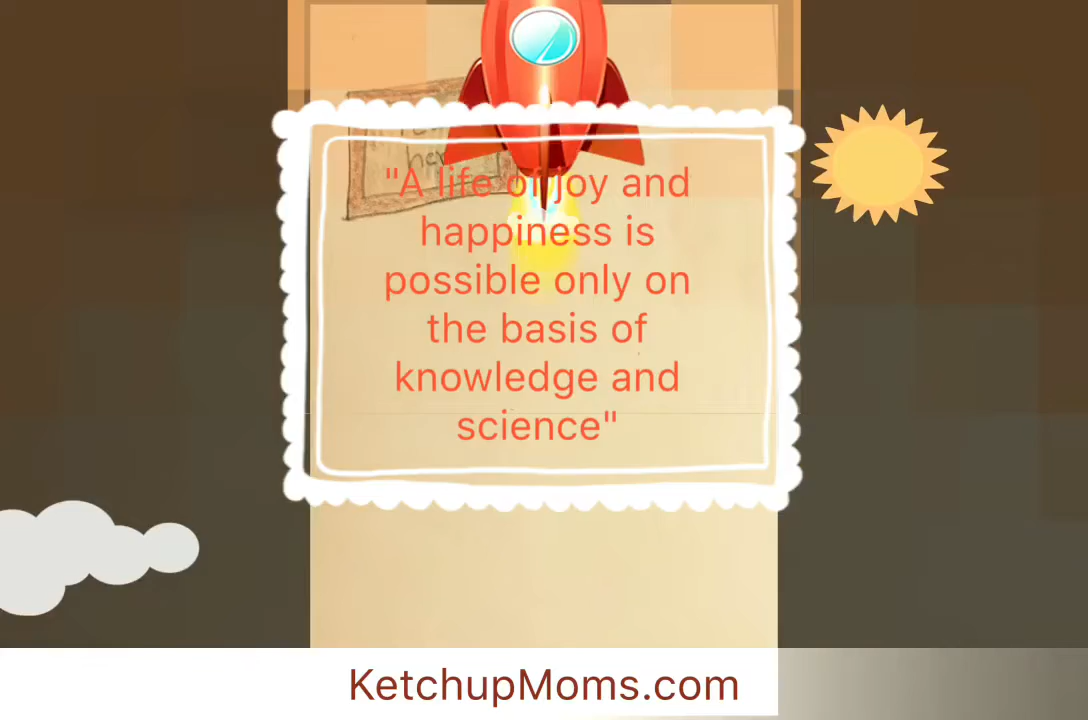 "A life of joy and
happiness is
possible only on
the basis of
knowledge and
science"
KetchupMoms.com